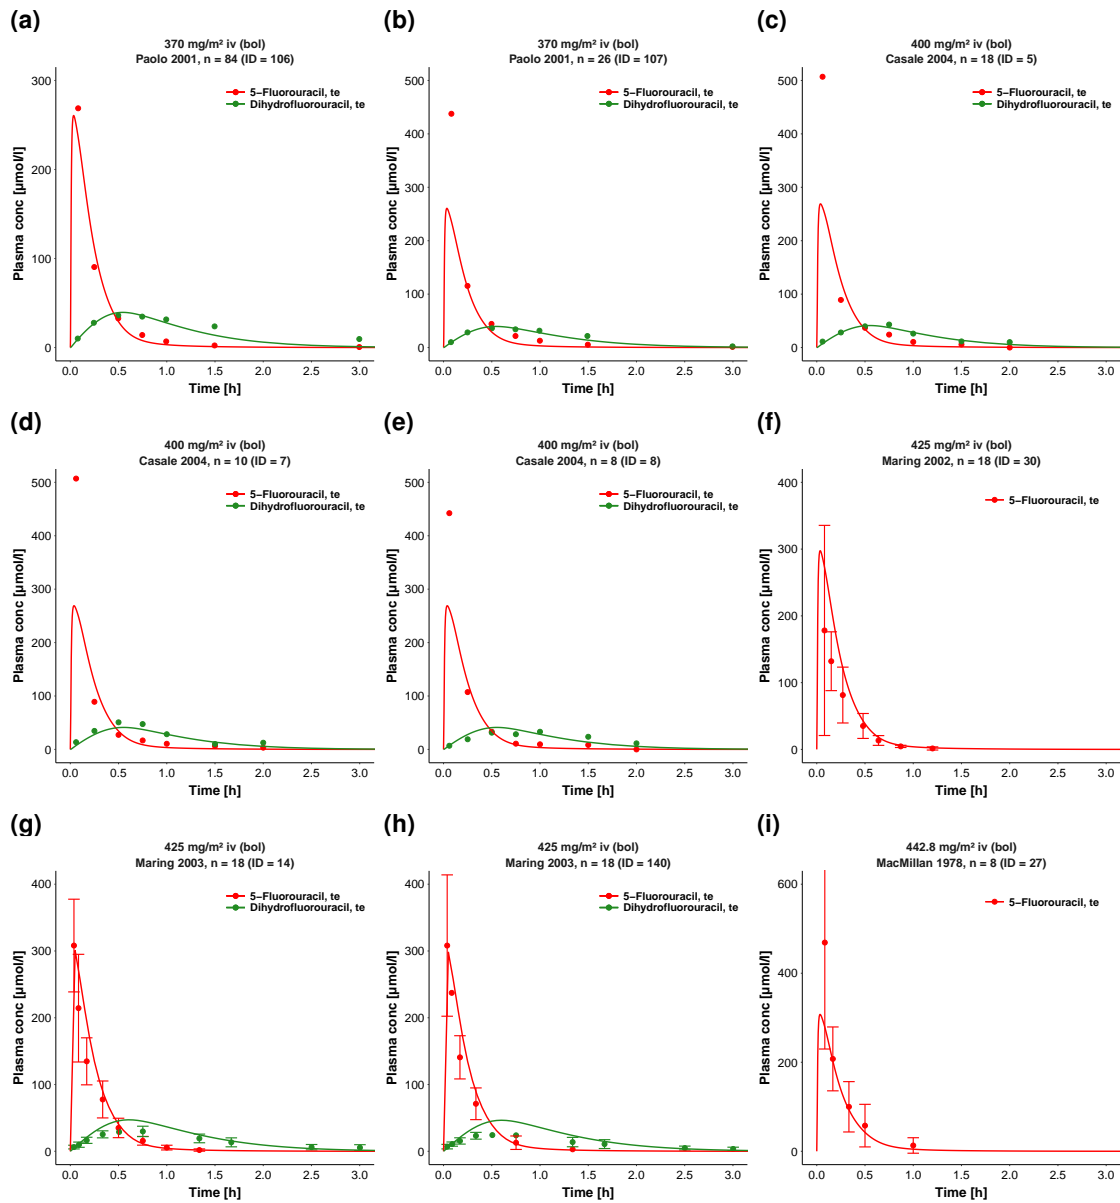 (a)
370 mg/m² iv (bol)
Paolo 2001, n = 84 (ID = 106)
5−Fluorouracil, te
Dihydrofluorouracil, te
Plasma conc [µmol/l]
300
200
100
0
0.0 0.5 1.0 1.5 2.0 2.5 3.0
Time [h]
(b)
370 mg/m² iv (bol)
Paolo 2001, n = 26 (ID = 107)
5−Fluorouracil, te
Dihydrofluorouracil, te
Plasma conc [µmol/l]
500
400
300
200
100
0
0.0 0.5 1.0 1.5 2.0 2.5 3.0
Time [h]
(c)
400 mg/m² iv (bol)
Casale 2004, n = 18 (ID = 5)
5−Fluorouracil, te
Dihydrofluorouracil, te
Plasma conc [µmol/l]
500
400
300
200
100
0
0.0 0.5 1.0 1.5 2.0 2.5 3.0
Time [h]
(d)
400 mg/m² iv (bol)
Casale 2004, n = 10 (ID = 7)
5−Fluorouracil, te
Dihydrofluorouracil, te
Plasma conc [µmol/l]
500
400
300
200
100
0
0.0 0.5 1.0 1.5 2.0 2.5 3.0
Time [h]
(e)
400 mg/m² iv (bol)
Casale 2004, n = 8 (ID = 8)
5−Fluorouracil, te
Dihydrofluorouracil, te
Plasma conc [µmol/l]
500
400
300
200
100
0
0.0 0.5 1.0 1.5 2.0 2.5 3.0
Time [h]
(f)
425 mg/m² iv (bol)
Maring 2002, n = 18 (ID = 30)
5−Fluorouracil, te
Plasma conc [µmol/l]
400
300
200
100
0
0.0 0.5 1.0 1.5 2.0 2.5 3.0
Time [h]
(g)
425 mg/m² iv (bol)
Maring 2003, n = 18 (ID = 14)
5−Fluorouracil, te
Dihydrofluorouracil, te
Plasma conc [µmol/l]
400
300
200
100
0
0.0 0.5 1.0 1.5 2.0 2.5 3.0
Time [h]
(h)
425 mg/m² iv (bol)
Maring 2003, n = 18 (ID = 140)
5−Fluorouracil, te
Dihydrofluorouracil, te
Plasma conc [µmol/l]
400
300
200
100
0
0.0 0.5 1.0 1.5 2.0 2.5 3.0
Time [h]
(i)
442.8 mg/m² iv (bol)
MacMillan 1978, n = 8 (ID = 27)
5−Fluorouracil, te
Plasma conc [µmol/l]
600
400
200
0
0.0 0.5 1.0 1.5 2.0 2.5 3.0
Time [h]